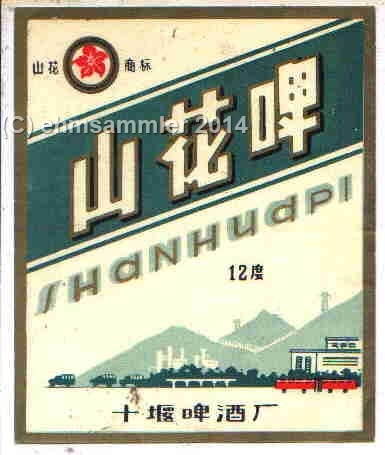 山花 商标
(C) ehmsammler 2014
山花啤
SHANHUAPI
12度
十堰啤酒厂